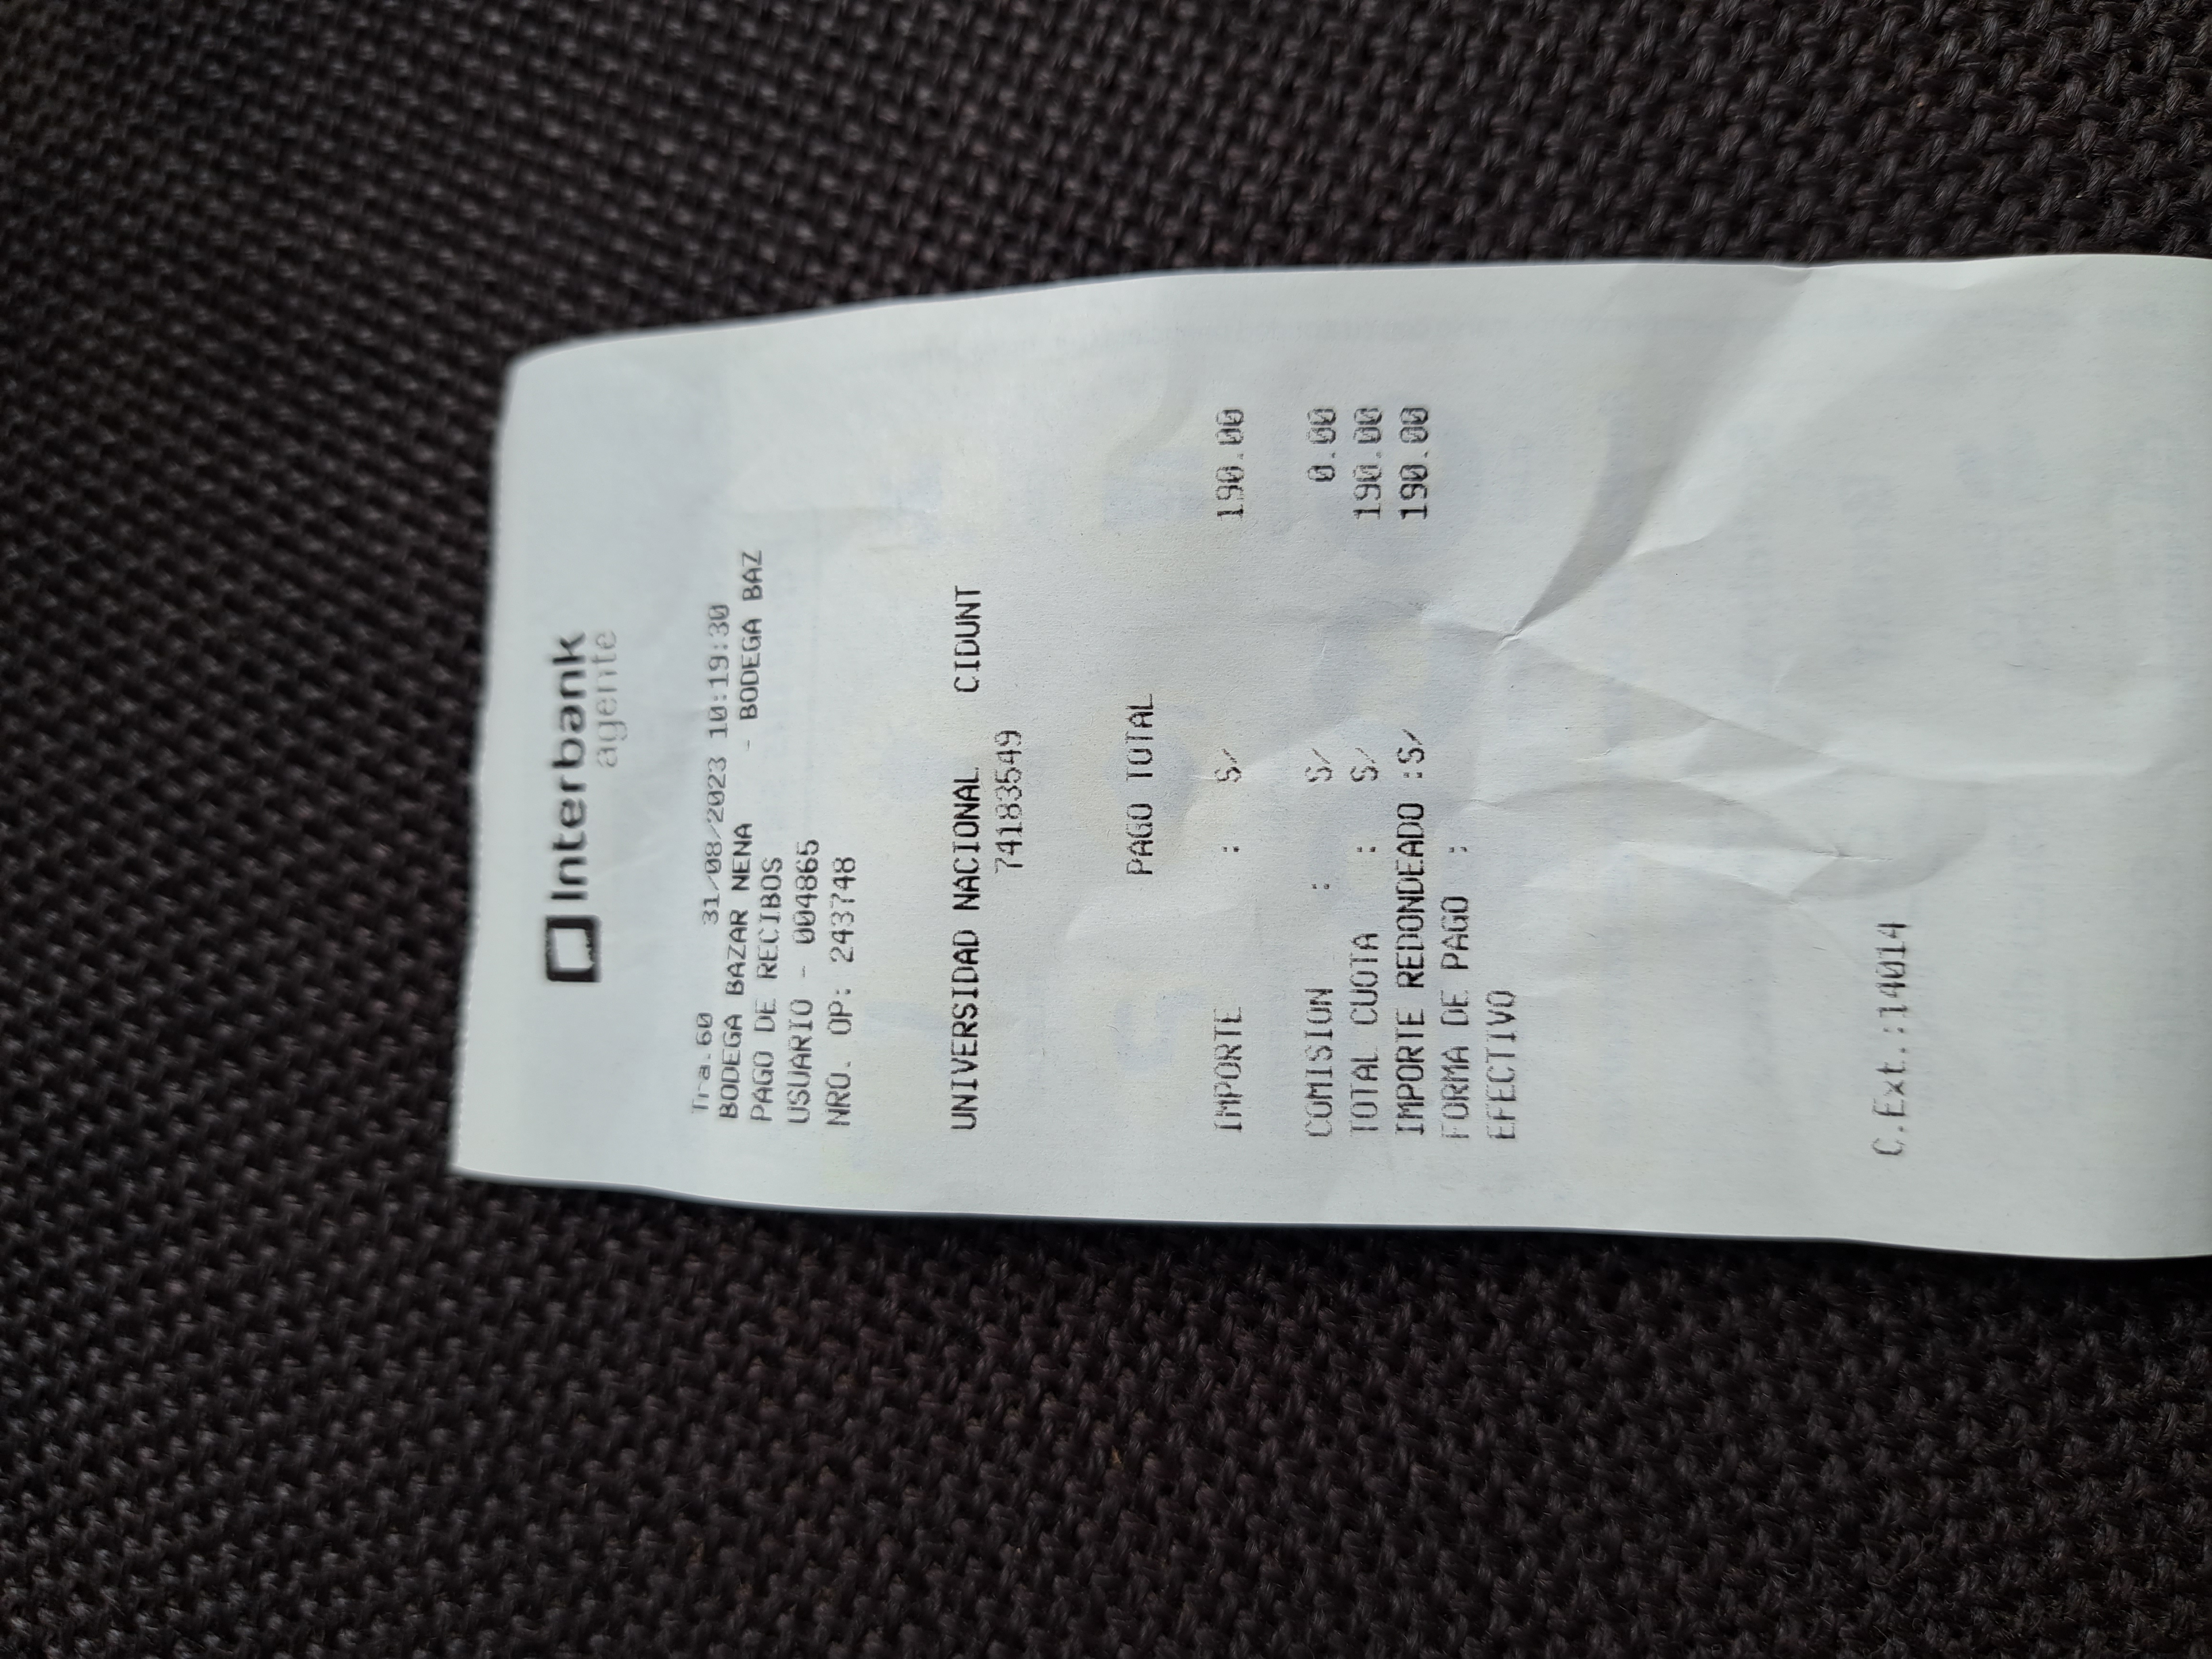 Interbank
agente
Tra.60 31/08/2023 10:19:30
BODEGA BAZAR NENA - BODEGA BAZ
PAGO DE RECIBOS
USUARIO - 004865
NRO. OP: 243748
UNIVERSIDAD NACIONAL CIDUNT
74183549
PAGO TOTAL
IMPORTE : S/ 190.00
COMISION : S/ 0.00
TOTAL CUOTA : S/ 190.00
IMPORTE REDONDEADO :S/ 190.00
FORMA DE PAGO :
EFECTIVO
C.Ext.:14014